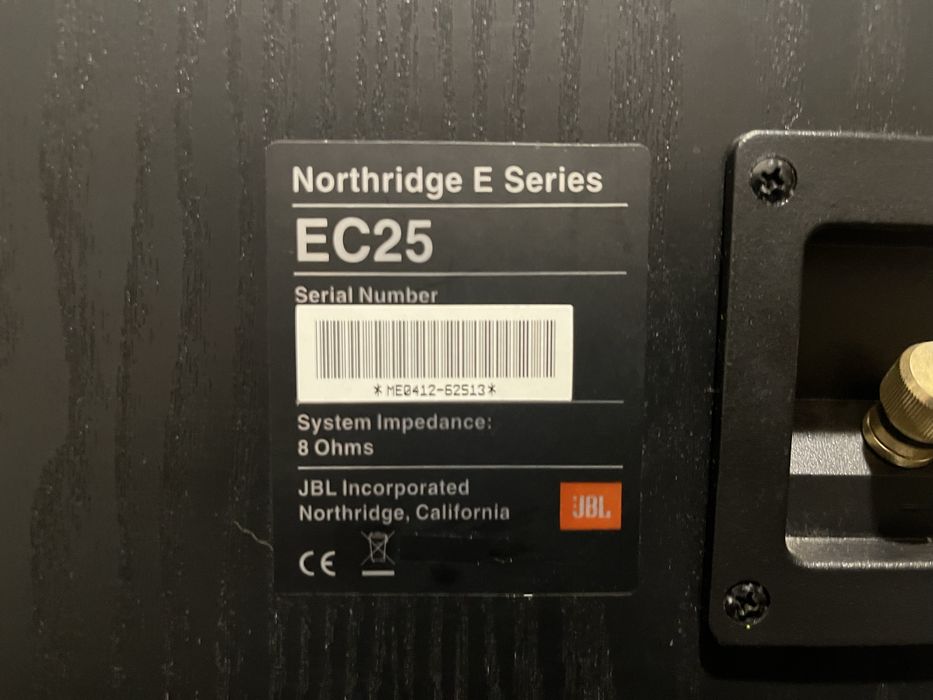 Northridge E Series
EC25
Serial Number
*ME0412-62513*
System Impedance:
8 Ohms
JBL Incorporated
Northridge, California
JBL
CE